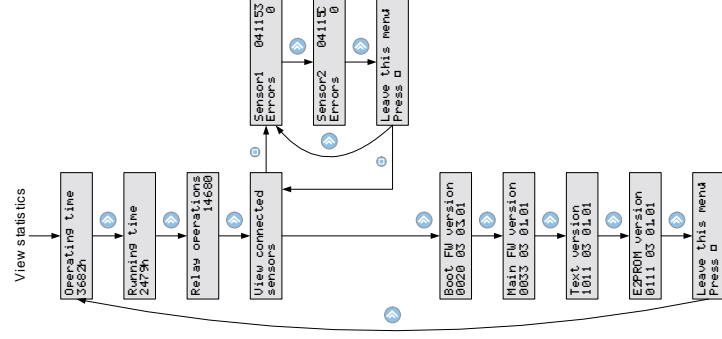 View statistics
Operating time
3682h
Running time
2479h
Relay operations
14680
View connected
sensors
Sensor1 041153
Errors 0
Sensor2 04115C
Errors 0
Leave this menu
Press □
Boot FW version
0020 03 03.01
Main FW version
0033 03 01.01
Text version
1011 03 01.01
E2PROM version
0111 03 01.01
Leave this menu
Press □